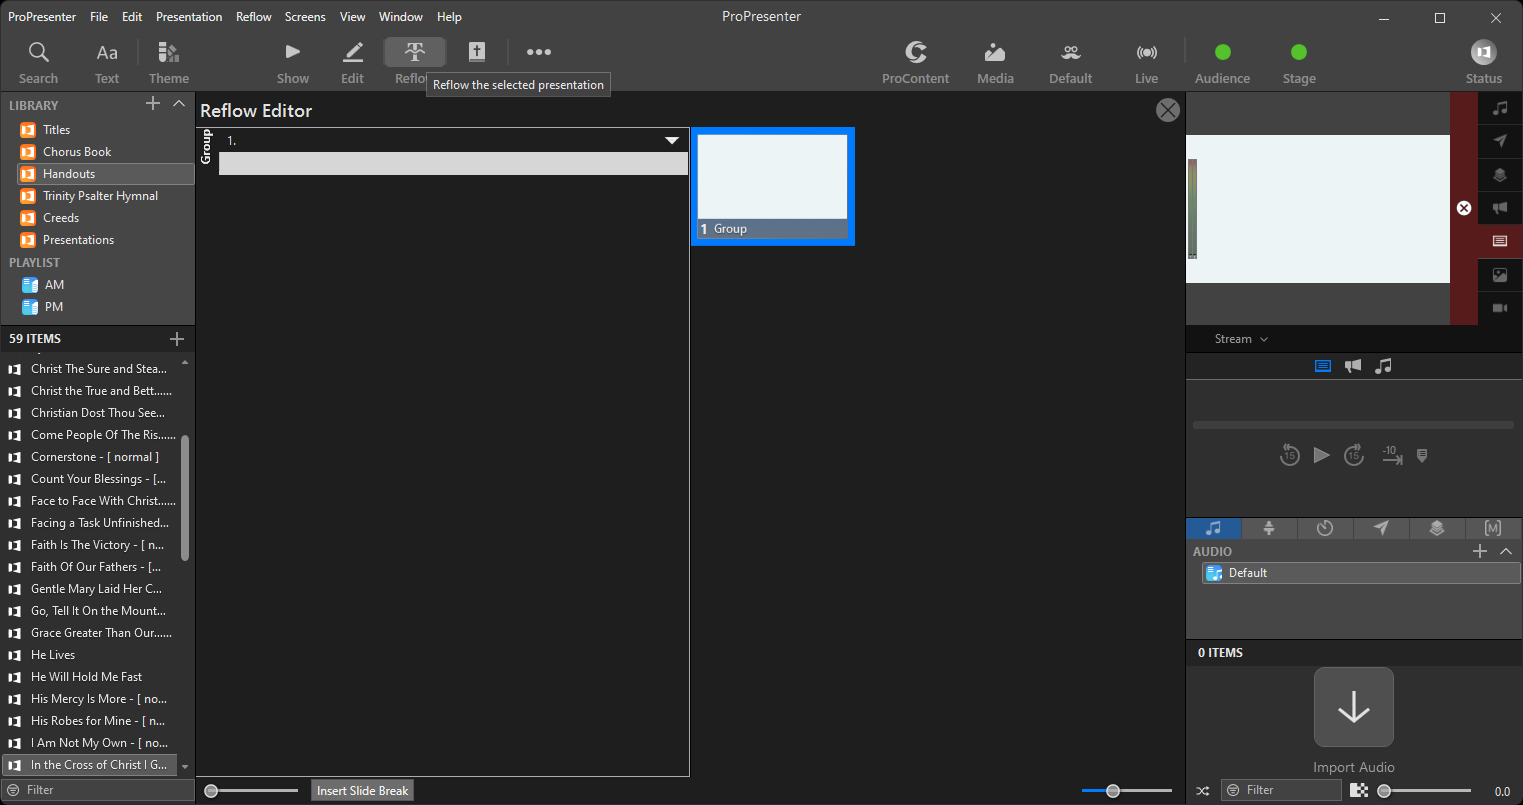 ProPresenter File Edit Presentation Reflow Screens View Window Help
ProPresenter
Search
Aa
Text
Theme
Show
Edit
Reflow
ProContent
Media
Default
Live
Audience
Stage
Status
Reflow the selected presentation
LIBRARY
Titles
Chorus Book
Handouts
Trinity Psalter Hymnal
Creeds
Presentations
PLAYLIST
AM
PM
59 ITEMS
Christ The Sure and Stea...
Christ the True and Bett......
Christian Dost Thou See...
Come People Of The Ris......
Cornerstone - [ normal ]
Count Your Blessings - [...
Face to Face With Christ......
Facing a Task Unfinished...
Faith Is The Victory - [ n...
Faith Of Our Fathers - [...
Gentle Mary Laid Her C...
Go, Tell It On the Mount...
Grace Greater Than Our......
He Lives
He Will Hold Me Fast
His Mercy Is More - [ no...
His Robes for Mine - [ n...
I Am Not My Own - [ no...
In the Cross of Christ I G...
Filter
Reflow Editor
Group
1.
1 Group
Insert Slide Break
Stream
15
15
-10
[M]
AUDIO
Default
0 ITEMS
Import Audio
Filter
0.0